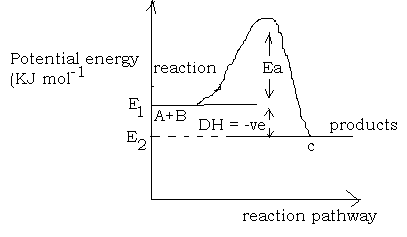 Potential energy
(KJ mol-1
reaction
Ea
E1
A+B
DH = -ve
products
E2
c
reaction pathway